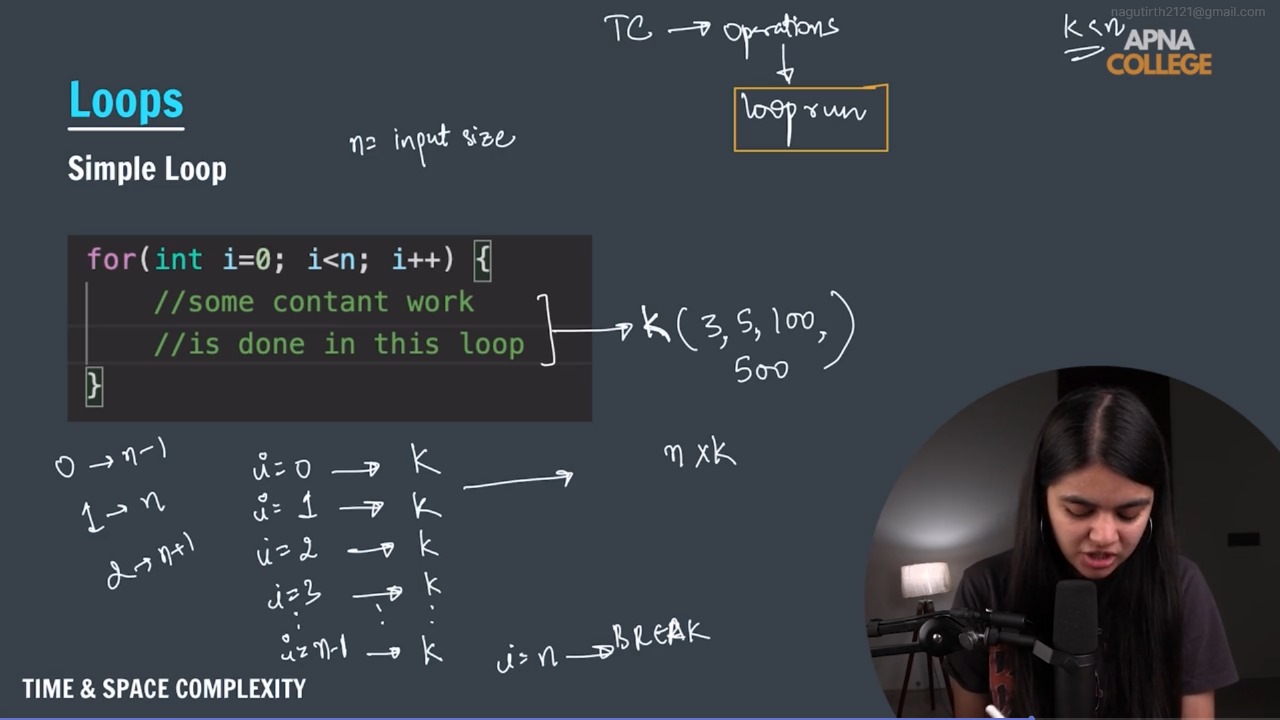 nagutirth2121@gmail.com
TC → operations
k<n
APNA
COLLEGE
↓
loop run
Loops
n= input size
Simple Loop
for(int i=0; i<n; i++) {
//some contant work
//is done in this loop
}
→ K (3, 5, 100,
500)
0 → n-1
1 → n
2 → n+1
i=0 → K
i= 1 → K
i=2 → K
i=3 → K
i=n-1 → K
→ n x K
i= n → BREAK
TIME & SPACE COMPLEXITY